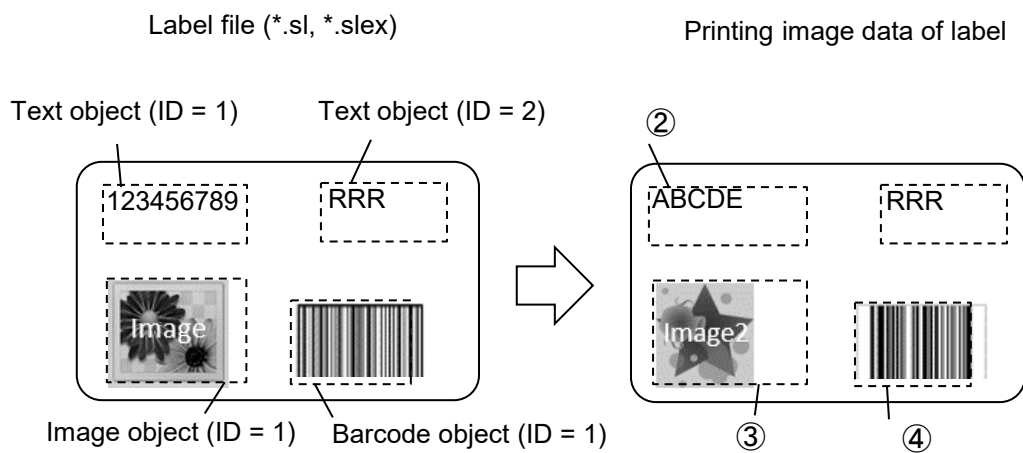 Label file (*.sl, *.slex)
Printing image data of label
Text object (ID = 1)
Text object (ID = 2)
②
123456789
RRR
ABCDE
RRR
Image
Image2
Image object (ID = 1)
Barcode object (ID = 1)
③
④